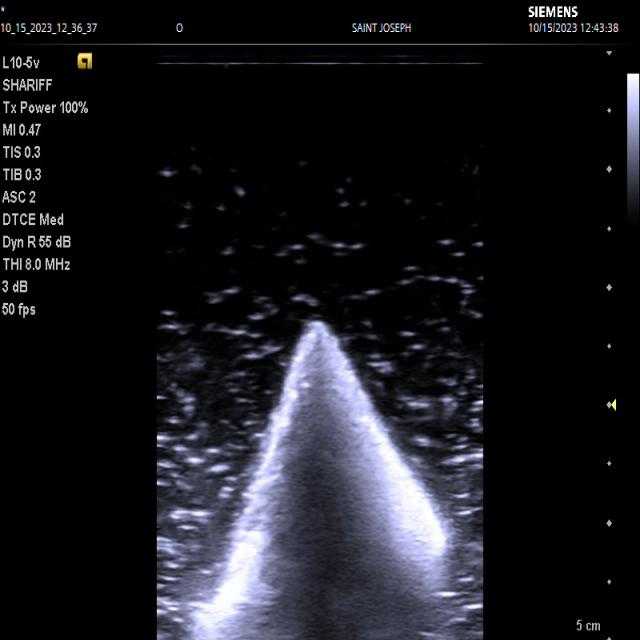 *
SIEMENS
10_15_2023_12_36_37 O SAINT JOSEPH 10/15/2023 12:43:38
L10-5v
SHARIFF
Tx Power 100%
MI 0.47
TIS 0.3
TIB 0.3
ASC 2
DTCE Med
Dyn R 55 dB
THI 8.0 MHz
3 dB
50 fps
5 cm